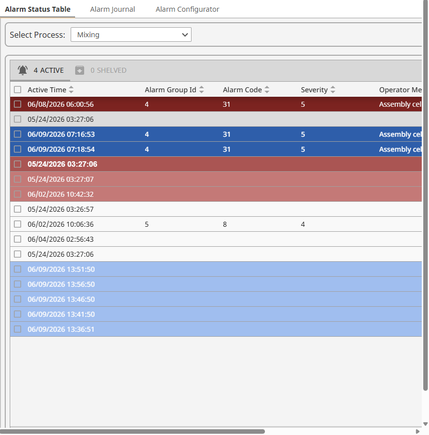 Alarm Status Table Alarm Journal Alarm Configurator
Select Process: Mixing
4 ACTIVE 0 SHELVED
Active Time Alarm Group Id Alarm Code Severity Operator Me
06/08/2026 06:00:56 4 31 5 Assembly cel
05/24/2026 03:27:06
06/09/2026 07:16:53 4 31 5 Assembly cel
06/09/2026 07:18:54 4 31 5 Assembly cel
05/24/2026 03:27:06
05/24/2026 03:27:07
06/02/2026 10:42:32
05/24/2026 03:26:57
06/02/2026 10:06:36 5 8 4
06/04/2026 02:56:43
05/24/2026 03:27:06
06/09/2026 13:51:50
06/09/2026 13:56:50
06/09/2026 13:46:50
06/09/2026 13:41:50
06/09/2026 13:36:51